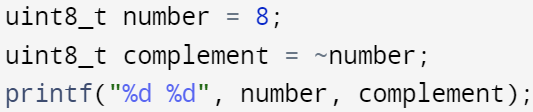 uint8_t number = 8;
uint8_t complement = ~number;
printf("%d %d", number, complement);